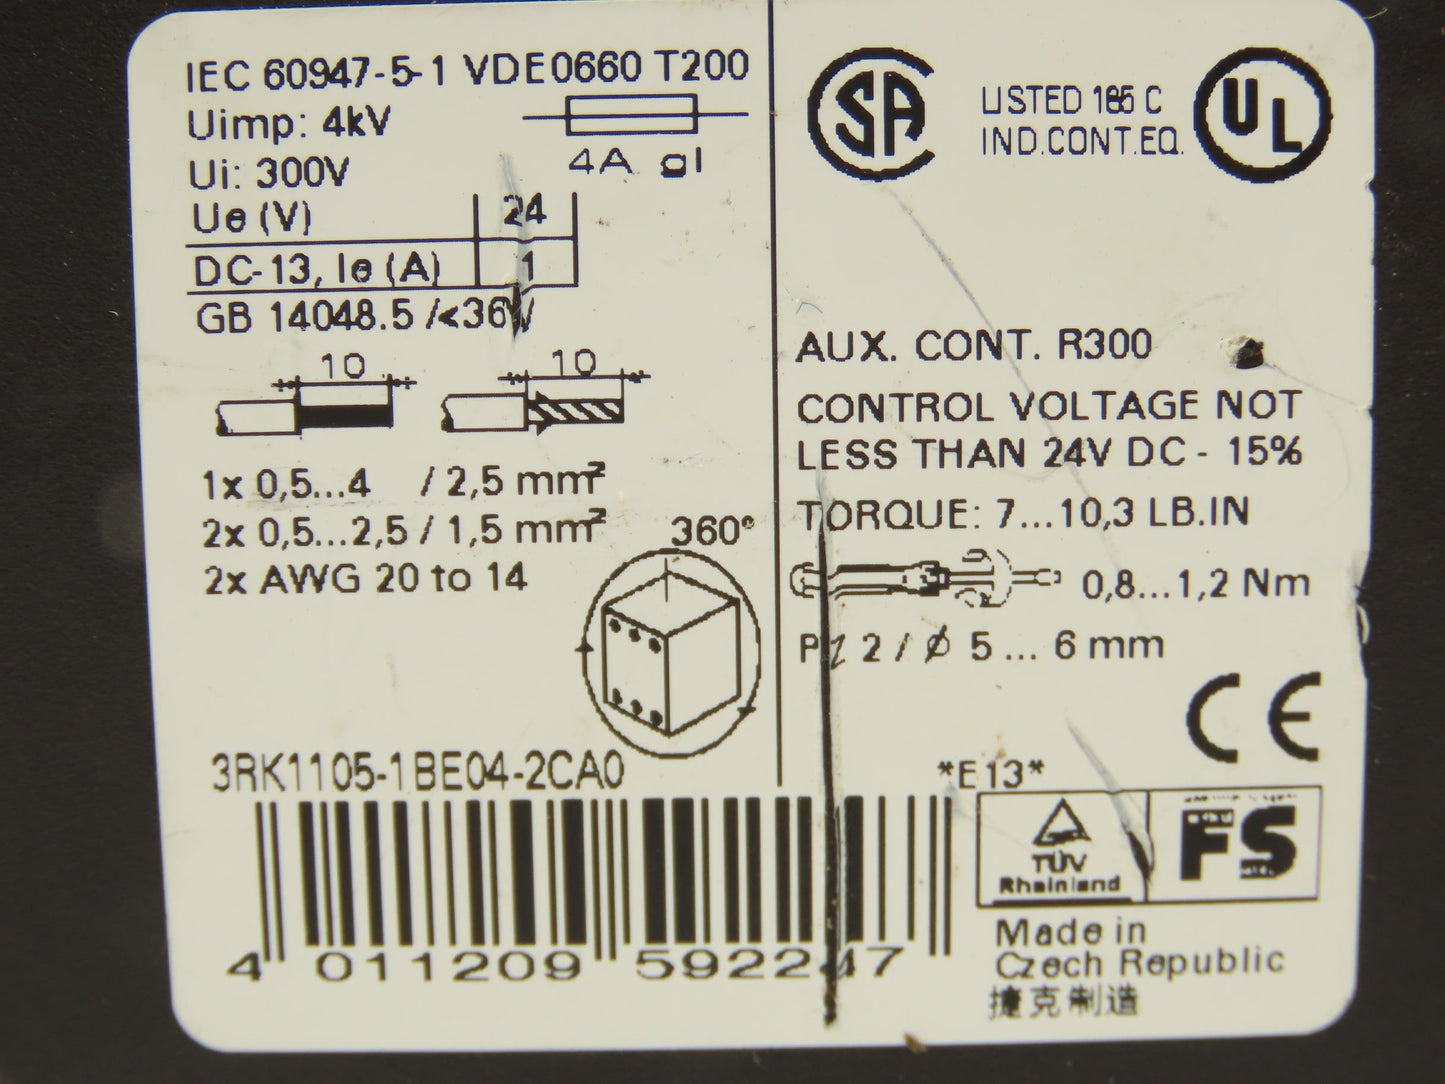 IEC 60947-5-1 VDE0660 T200
Uimp: 4kV
4A gl
Ui: 300V
Ue (V) 24
DC-13, Ie (A) 1
GB 14048.5 /<36V
10 10
1x 0,5...4 / 2,5 mm²
2x 0,5...2,5 / 1,5 mm²
2x AWG 20 to 14
360°
3RK1105-1BE04-2CA0
4 011209 592247
SA
LISTED 165 C
IND.CONT.EQ.
UL
AUX. CONT. R300
CONTROL VOLTAGE NOT
LESS THAN 24V DC - 15%
TORQUE: 7...10,3 LB.IN
0,8...1,2 Nm
PZ 2 / ϕ 5 ... 6 mm
CE
*E13*
TÜV
Rheinland
FS
Made in
Czech Republic
捷克制造